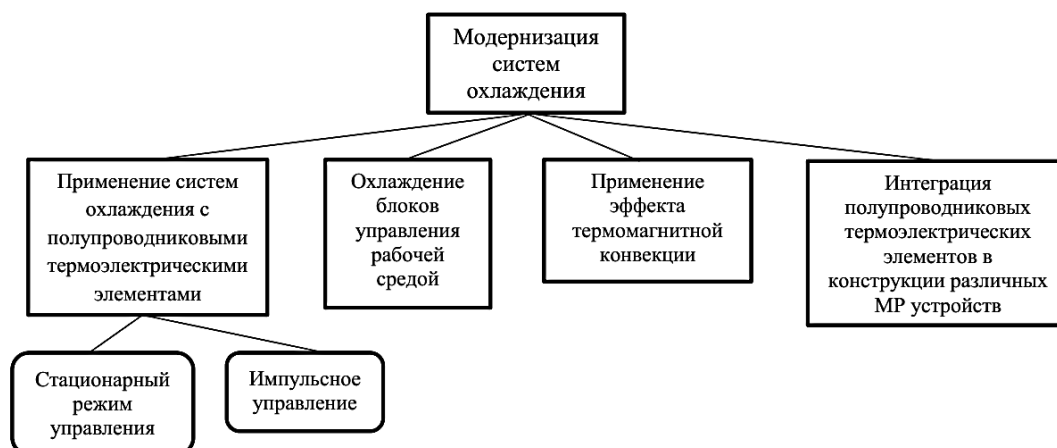 Модернизация
систем
охлаждения
Применение систем
охлаждения с
полупроводниковыми
термоэлектрическими
элементами
Охлаждение
блоков
управления
рабочей
средой
Применение
эффекта
термомагнитной
конвекции
Интеграция
полупроводниковых
термоэлектрических
элементов в
конструкции различных
МР устройств
Стационарный
режим
управления
Импульсное
управление